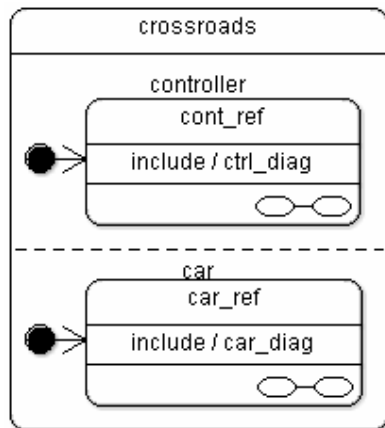 crossroads
controller
cont_ref
include / ctrl_diag
car
car_ref
include / car_diag